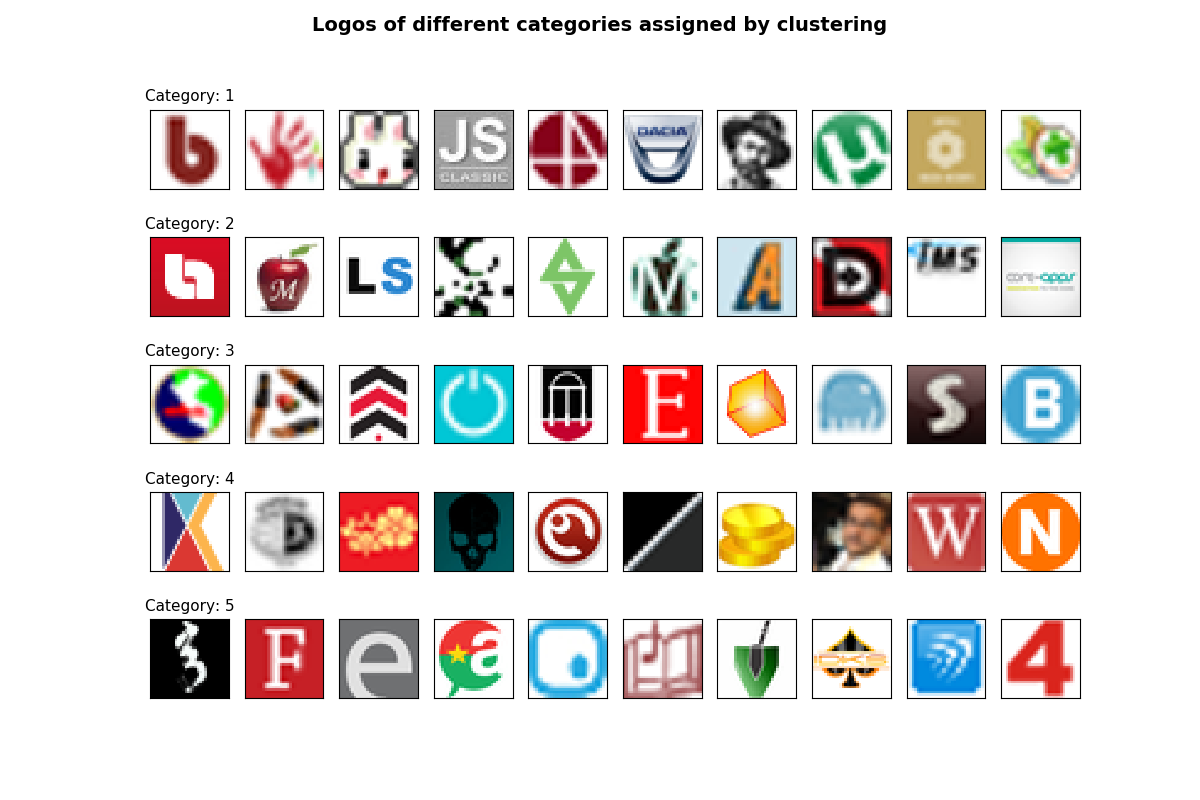 Logos of different categories assigned by clustering
Category: 1
b
JS
CLASSIC
DACIA
µ
Category: 2
M
LS
M
A
D
ims
core-apps
Category: 3
E
S
B
Category: 4
K
D
W
N
Category: 5
F
e
a
V
4